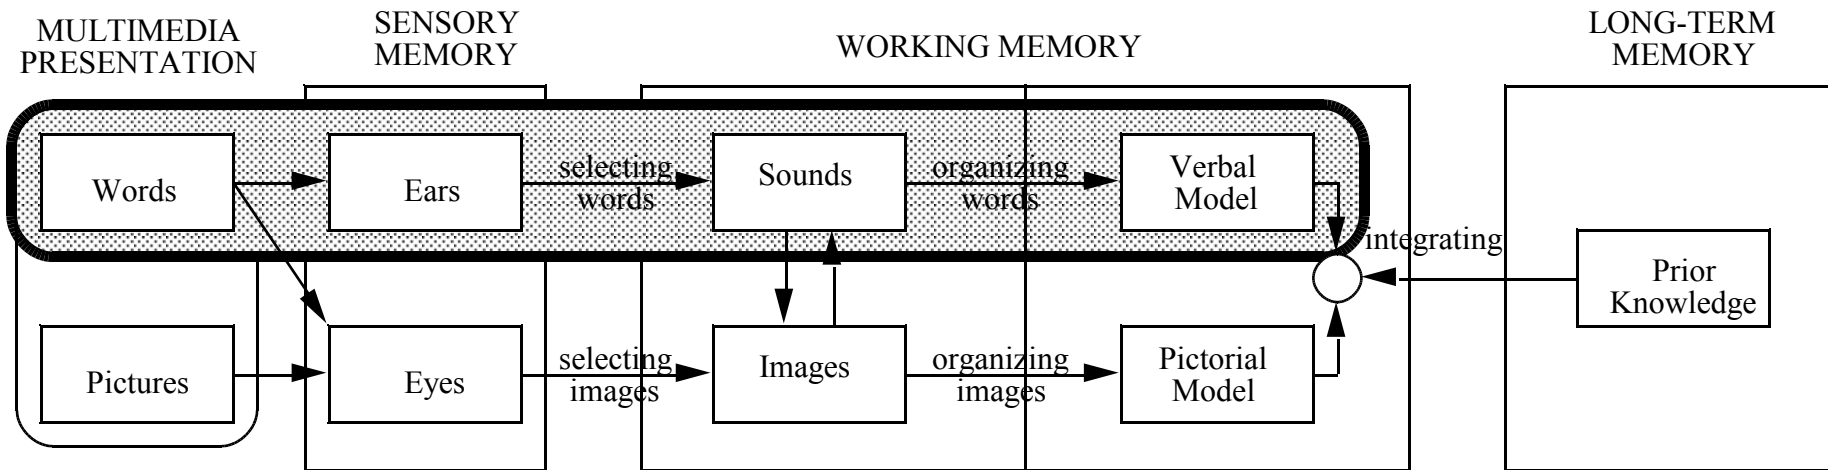 MULTIMEDIA
PRESENTATION
SENSORY
MEMORY
WORKING MEMORY
LONG-TERM
MEMORY
Words
Ears
selecting
words
Sounds
organizing
words
Verbal
Model
integrating
Prior
Knowledge
Pictures
Eyes
selecting
images
Images
organizing
images
Pictorial
Model